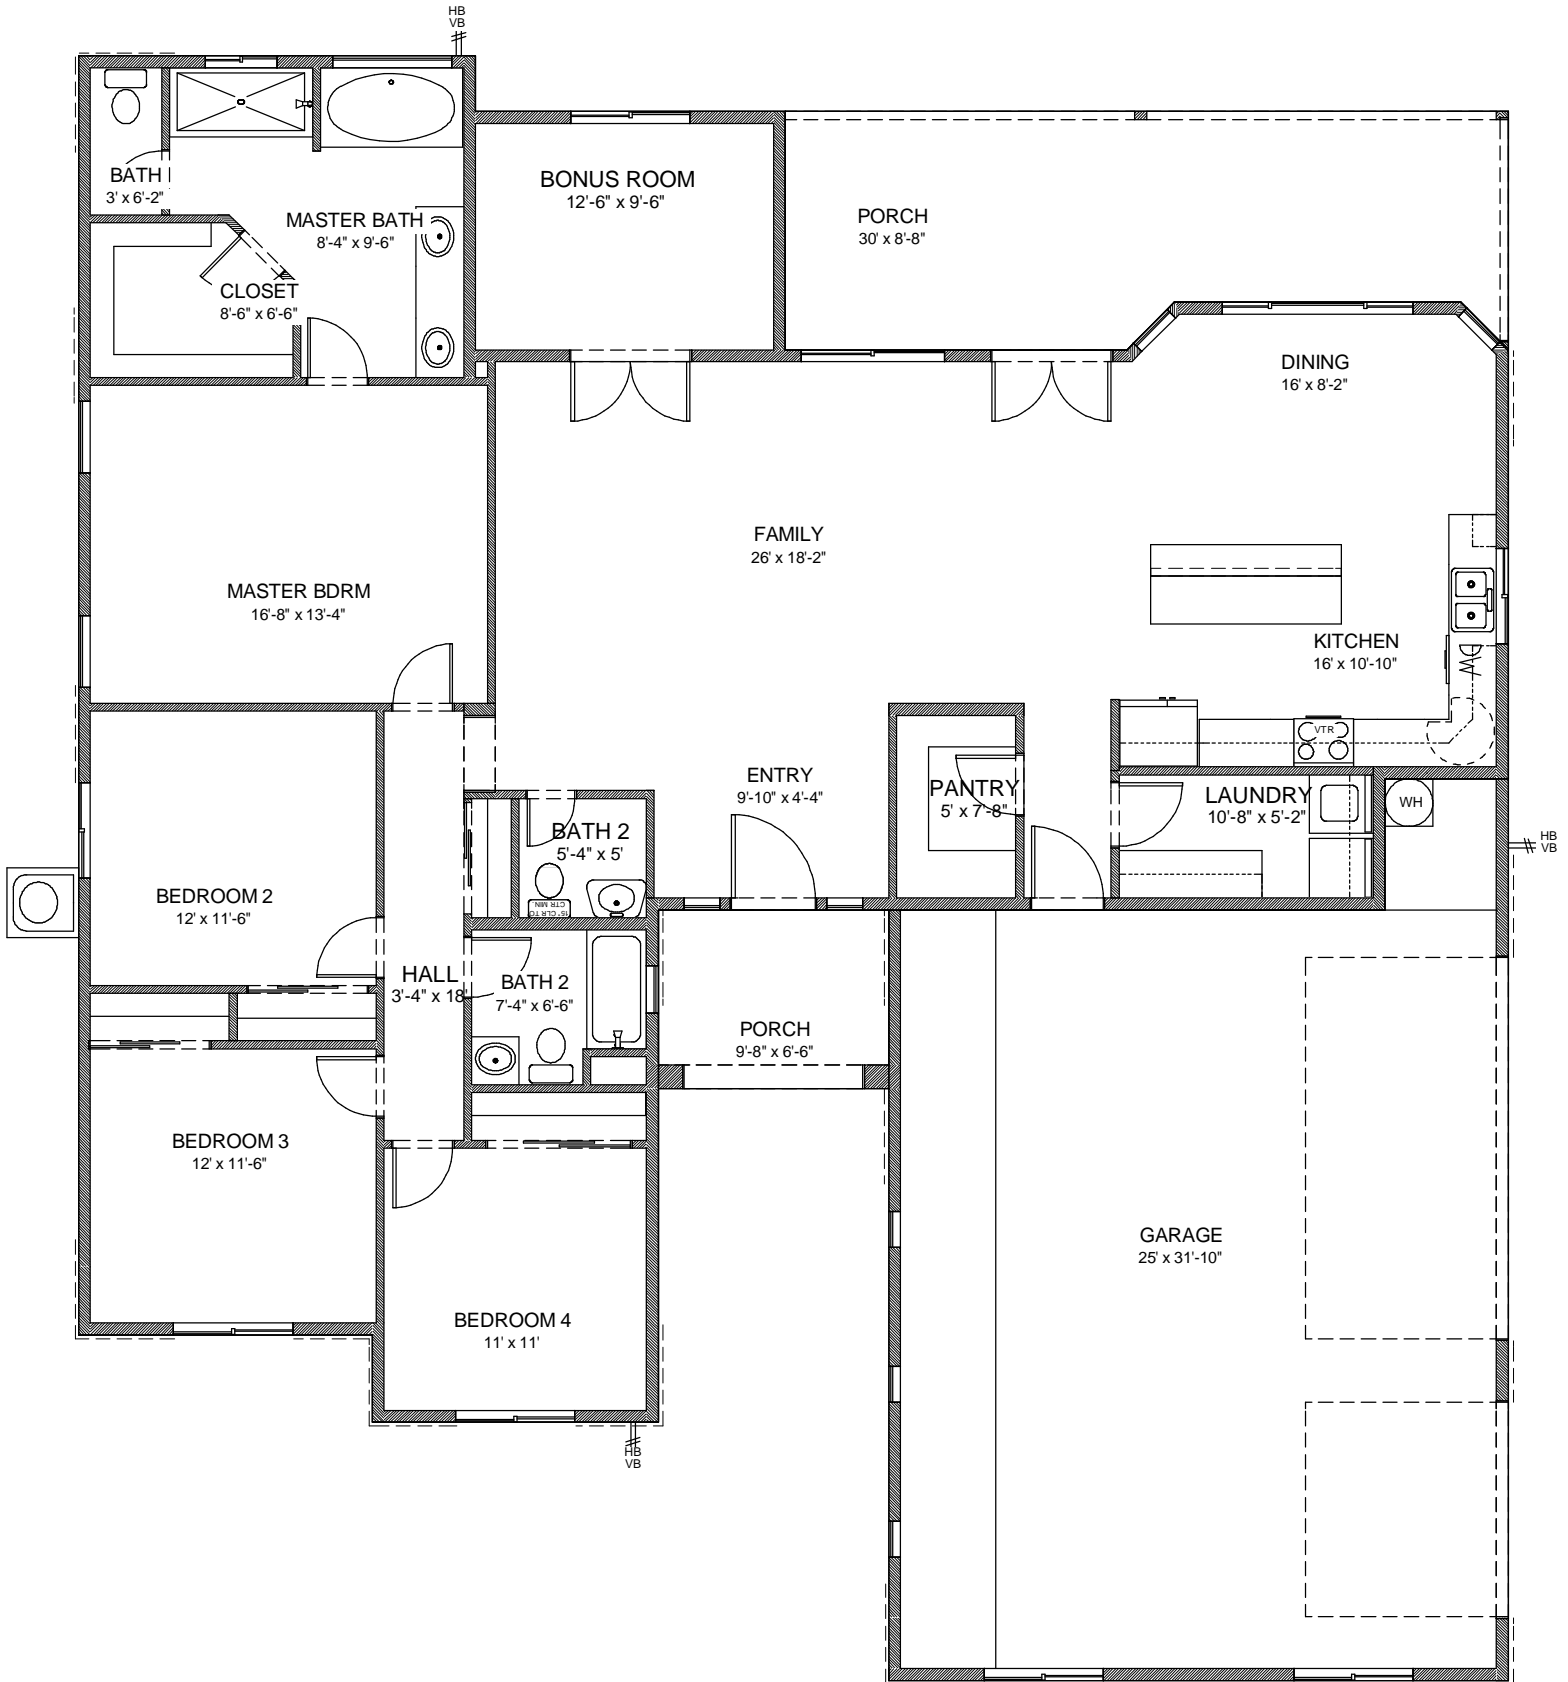 HB
VB
BATH
3' x 6'-2"
MASTER BATH
8'-4" x 9'-6"
CLOSET
8'-6" x 6'-6"
BONUS ROOM
12'-6" x 9'-6"
PORCH
30' x 8'-8"
DINING
16' x 8'-2"
FAMILY
26' x 18'-2"
MASTER BDRM
16'-8" x 13'-4"
KITCHEN
16' x 10'-10"
VTR
ENTRY
9'-10" x 4'-4"
PANTRY
5' x 7'-8"
LAUNDRY
10'-8" x 5'-2"
WH
HB
VB
BATH 2
5'-4" x 5'
15" CLR TO
CTR MIN.
BEDROOM 2
12' x 11'-6"
HALL
3'-4" x 18'
BATH 2
7'-4" x 6'-6"
PORCH
9'-8" x 6'-6"
BEDROOM 3
12' x 11'-6"
GARAGE
25' x 31'-10"
BEDROOM 4
11' x 11'
HB
VB